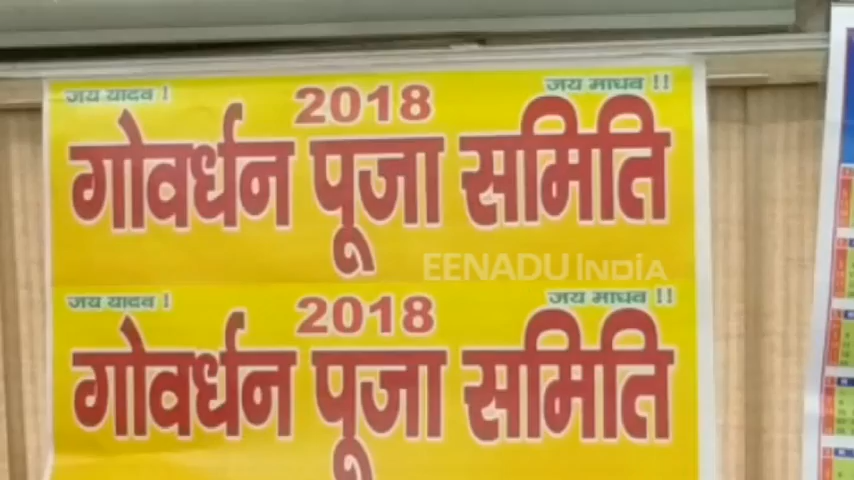 जय यादव ! 2018 जय माधव !!
गोवर्धन पूजा समिति
EENADU INDIA
जय यादव ! 2018 जय माधव !!
गोवर्धन पूजा समिति